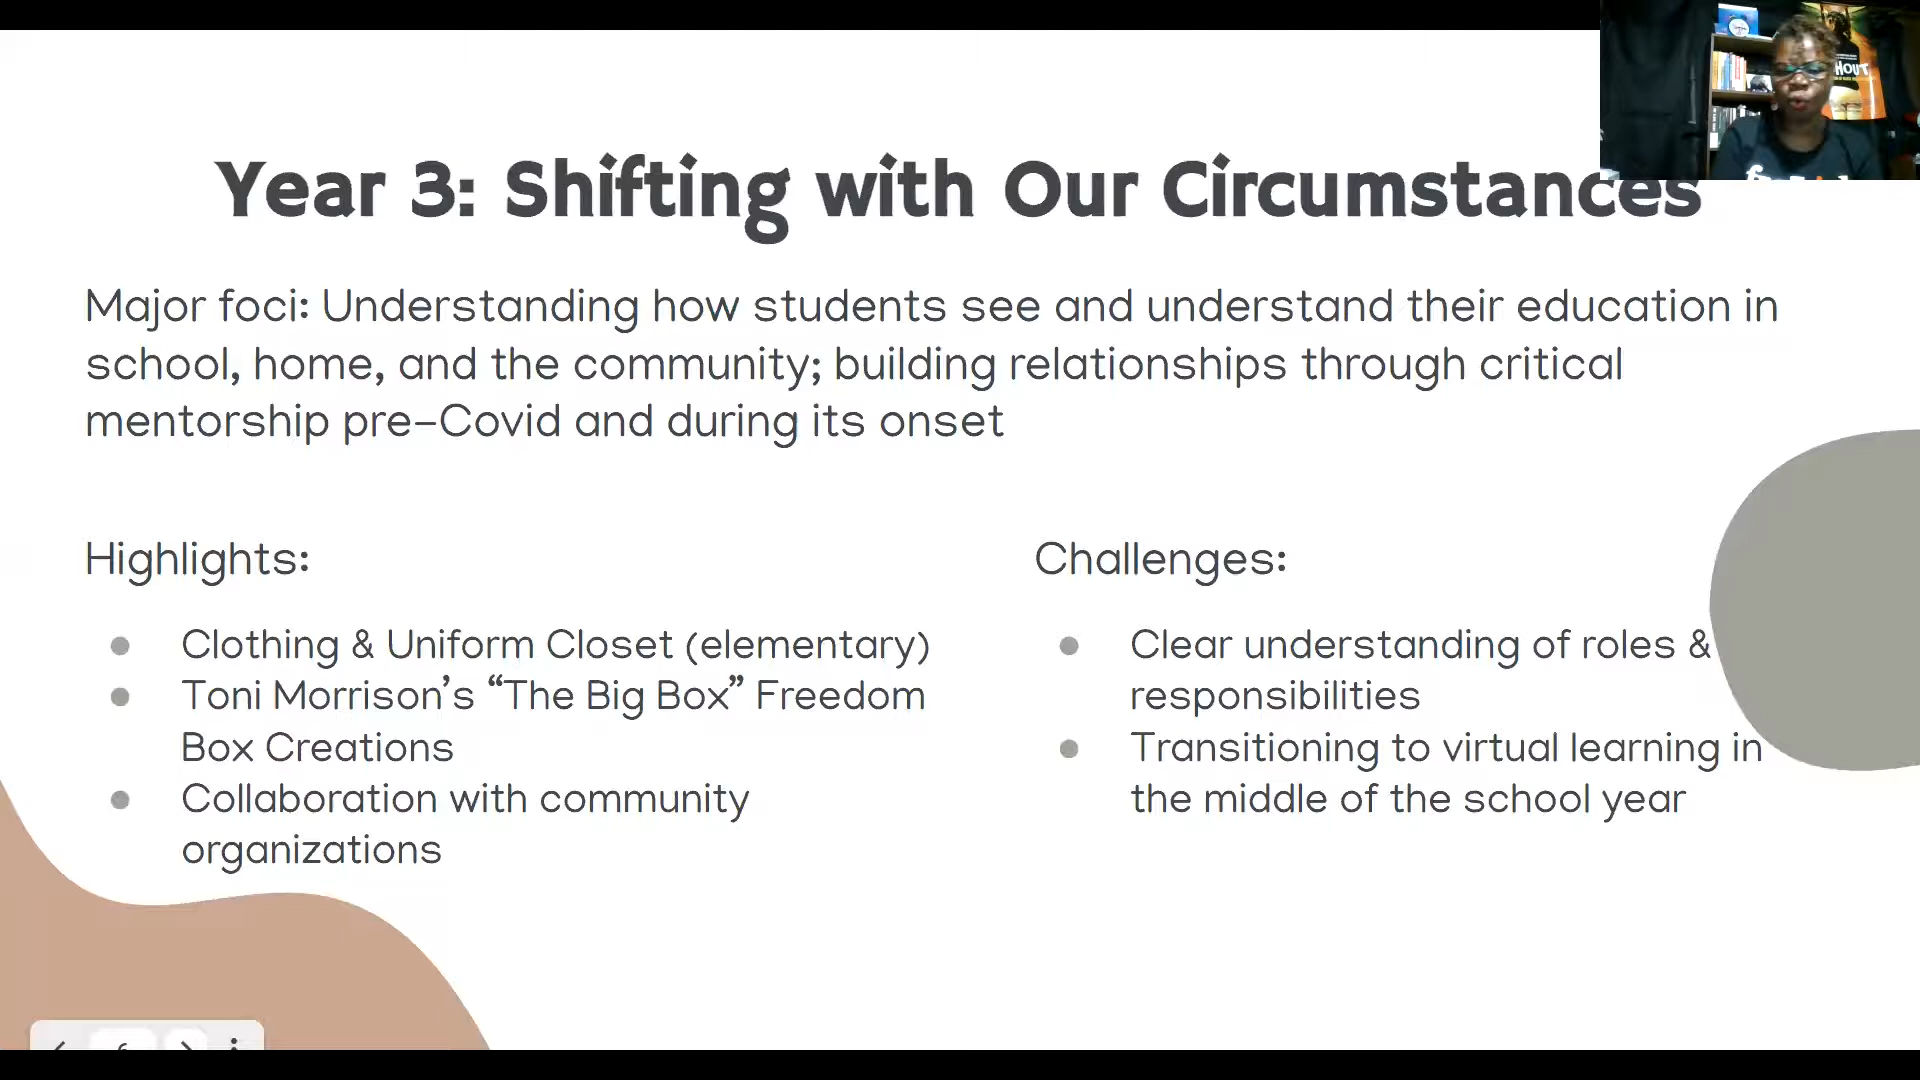 HOUT
Year 3: Shifting with Our Circumstances
Major foci: Understanding how students see and understand their education in
school, home, and the community; building relationships through critical
mentorship pre-Covid and during its onset
Highlights:
● Clothing & Uniform Closet (elementary)
● Toni Morrison’s “The Big Box” Freedom
Box Creations
● Collaboration with community
organizations
Challenges:
● Clear understanding of roles &
responsibilities
● Transitioning to virtual learning in
the middle of the school year